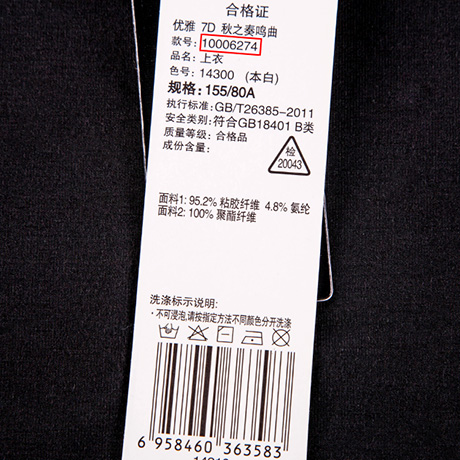 合格证
优雅 7D 秋之奏鸣曲
款号: 10006274
品名: 上衣
色号: 14300 (本白)
规格: 155/80A
执行标准: GB/T26385-2011
安全类别: 符合GB18401 B类
质量等级: 合格品
成份含量:
检
20043
面料1: 95.2% 粘胶纤维 4.8% 氨纶
面料2: 100% 聚酯纤维
洗涤标示说明:
·不可浸泡,请按指定方法不同颜色分开洗涤
6 958460 363583